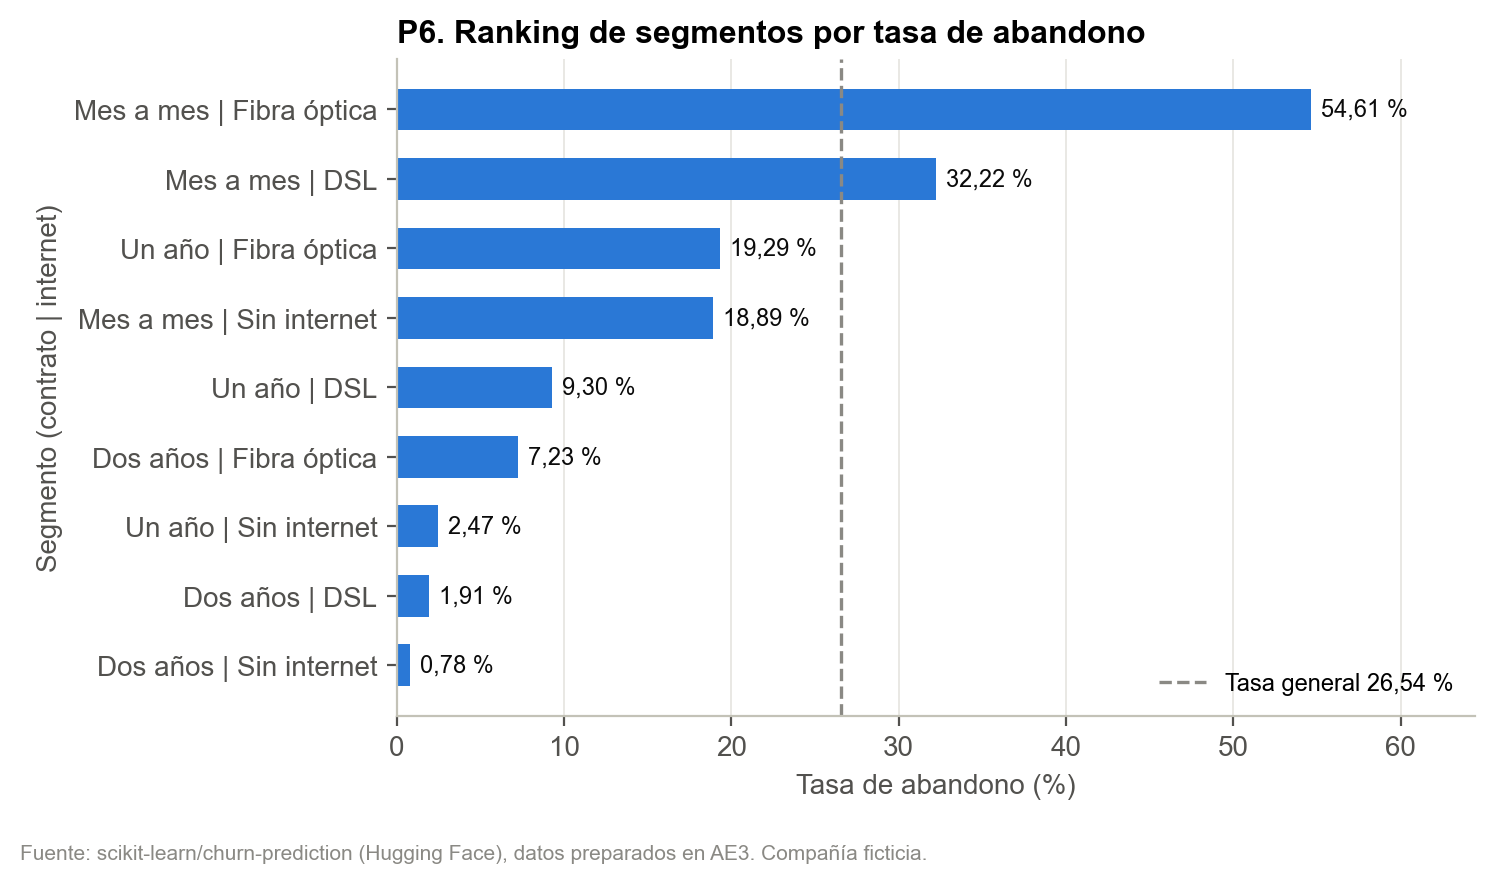 P6. Ranking de segmentos por tasa de abandono
Segmento (contrato | internet)
Mes a mes | Fibra óptica 54,61 %
Mes a mes | DSL 32,22 %
Un año | Fibra óptica 19,29 %
Mes a mes | Sin internet 18,89 %
Un año | DSL 9,30 %
Dos años | Fibra óptica 7,23 %
Un año | Sin internet 2,47 %
Dos años | DSL 1,91 %
Dos años | Sin internet 0,78 %
Tasa general 26,54 %
0 10 20 30 40 50 60
Tasa de abandono (%)
Fuente: scikit-learn/churn-prediction (Hugging Face), datos preparados en AE3. Compañía ficticia.